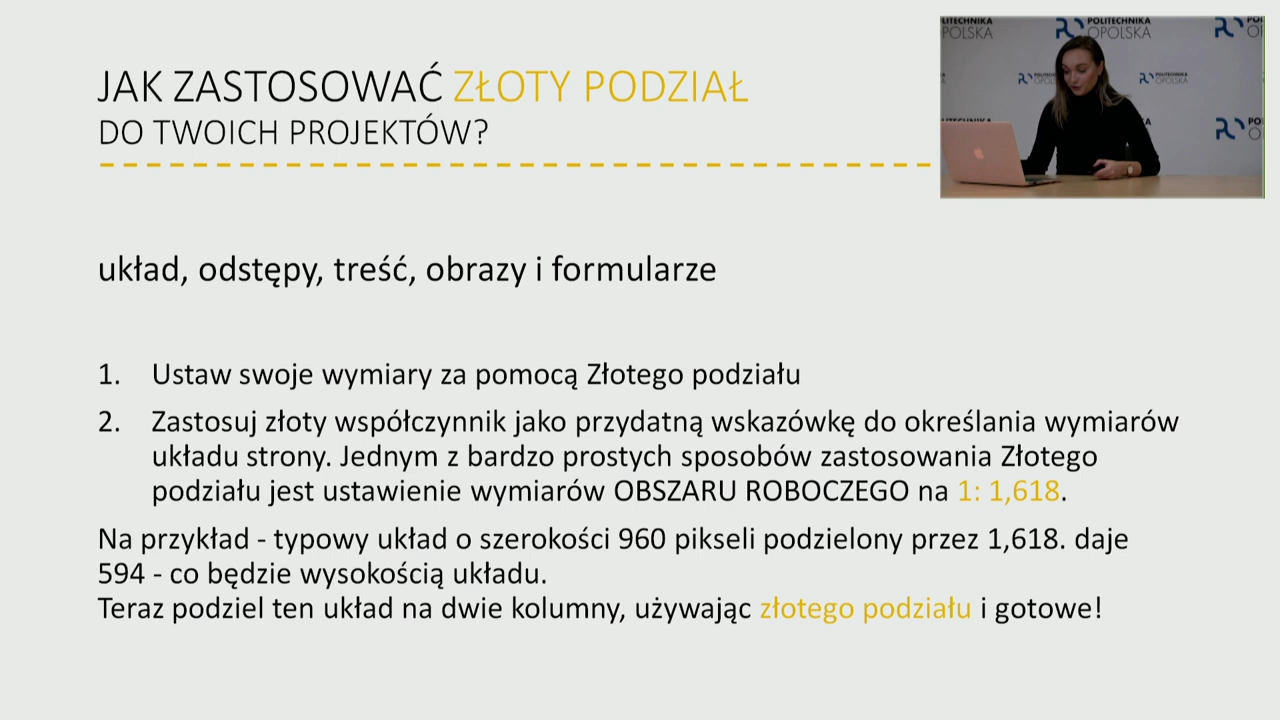 JAK ZASTOSOWAĆ ZŁOTY PODZIAŁ
DO TWOICH PROJEKTÓW?
układ, odstępy, treść, obrazy i formularze
1. Ustaw swoje wymiary za pomocą Złotego podziału
2. Zastosuj złoty współczynnik jako przydatną wskazówkę do określania wymiarów
układu strony. Jednym z bardzo prostych sposobów zastosowania Złotego
podziału jest ustawienie wymiarów OBSZARU ROBOCZEGO na 1: 1,618.
Na przykład - typowy układ o szerokości 960 pikseli podzielony przez 1,618. daje
594 - co będzie wysokością układu.
Teraz podziel ten układ na dwie kolumny, używając złotego podziału i gotowe!
POLITECHNIKA
OPOLSKA
POLITECHNIKA
OPOLSKA